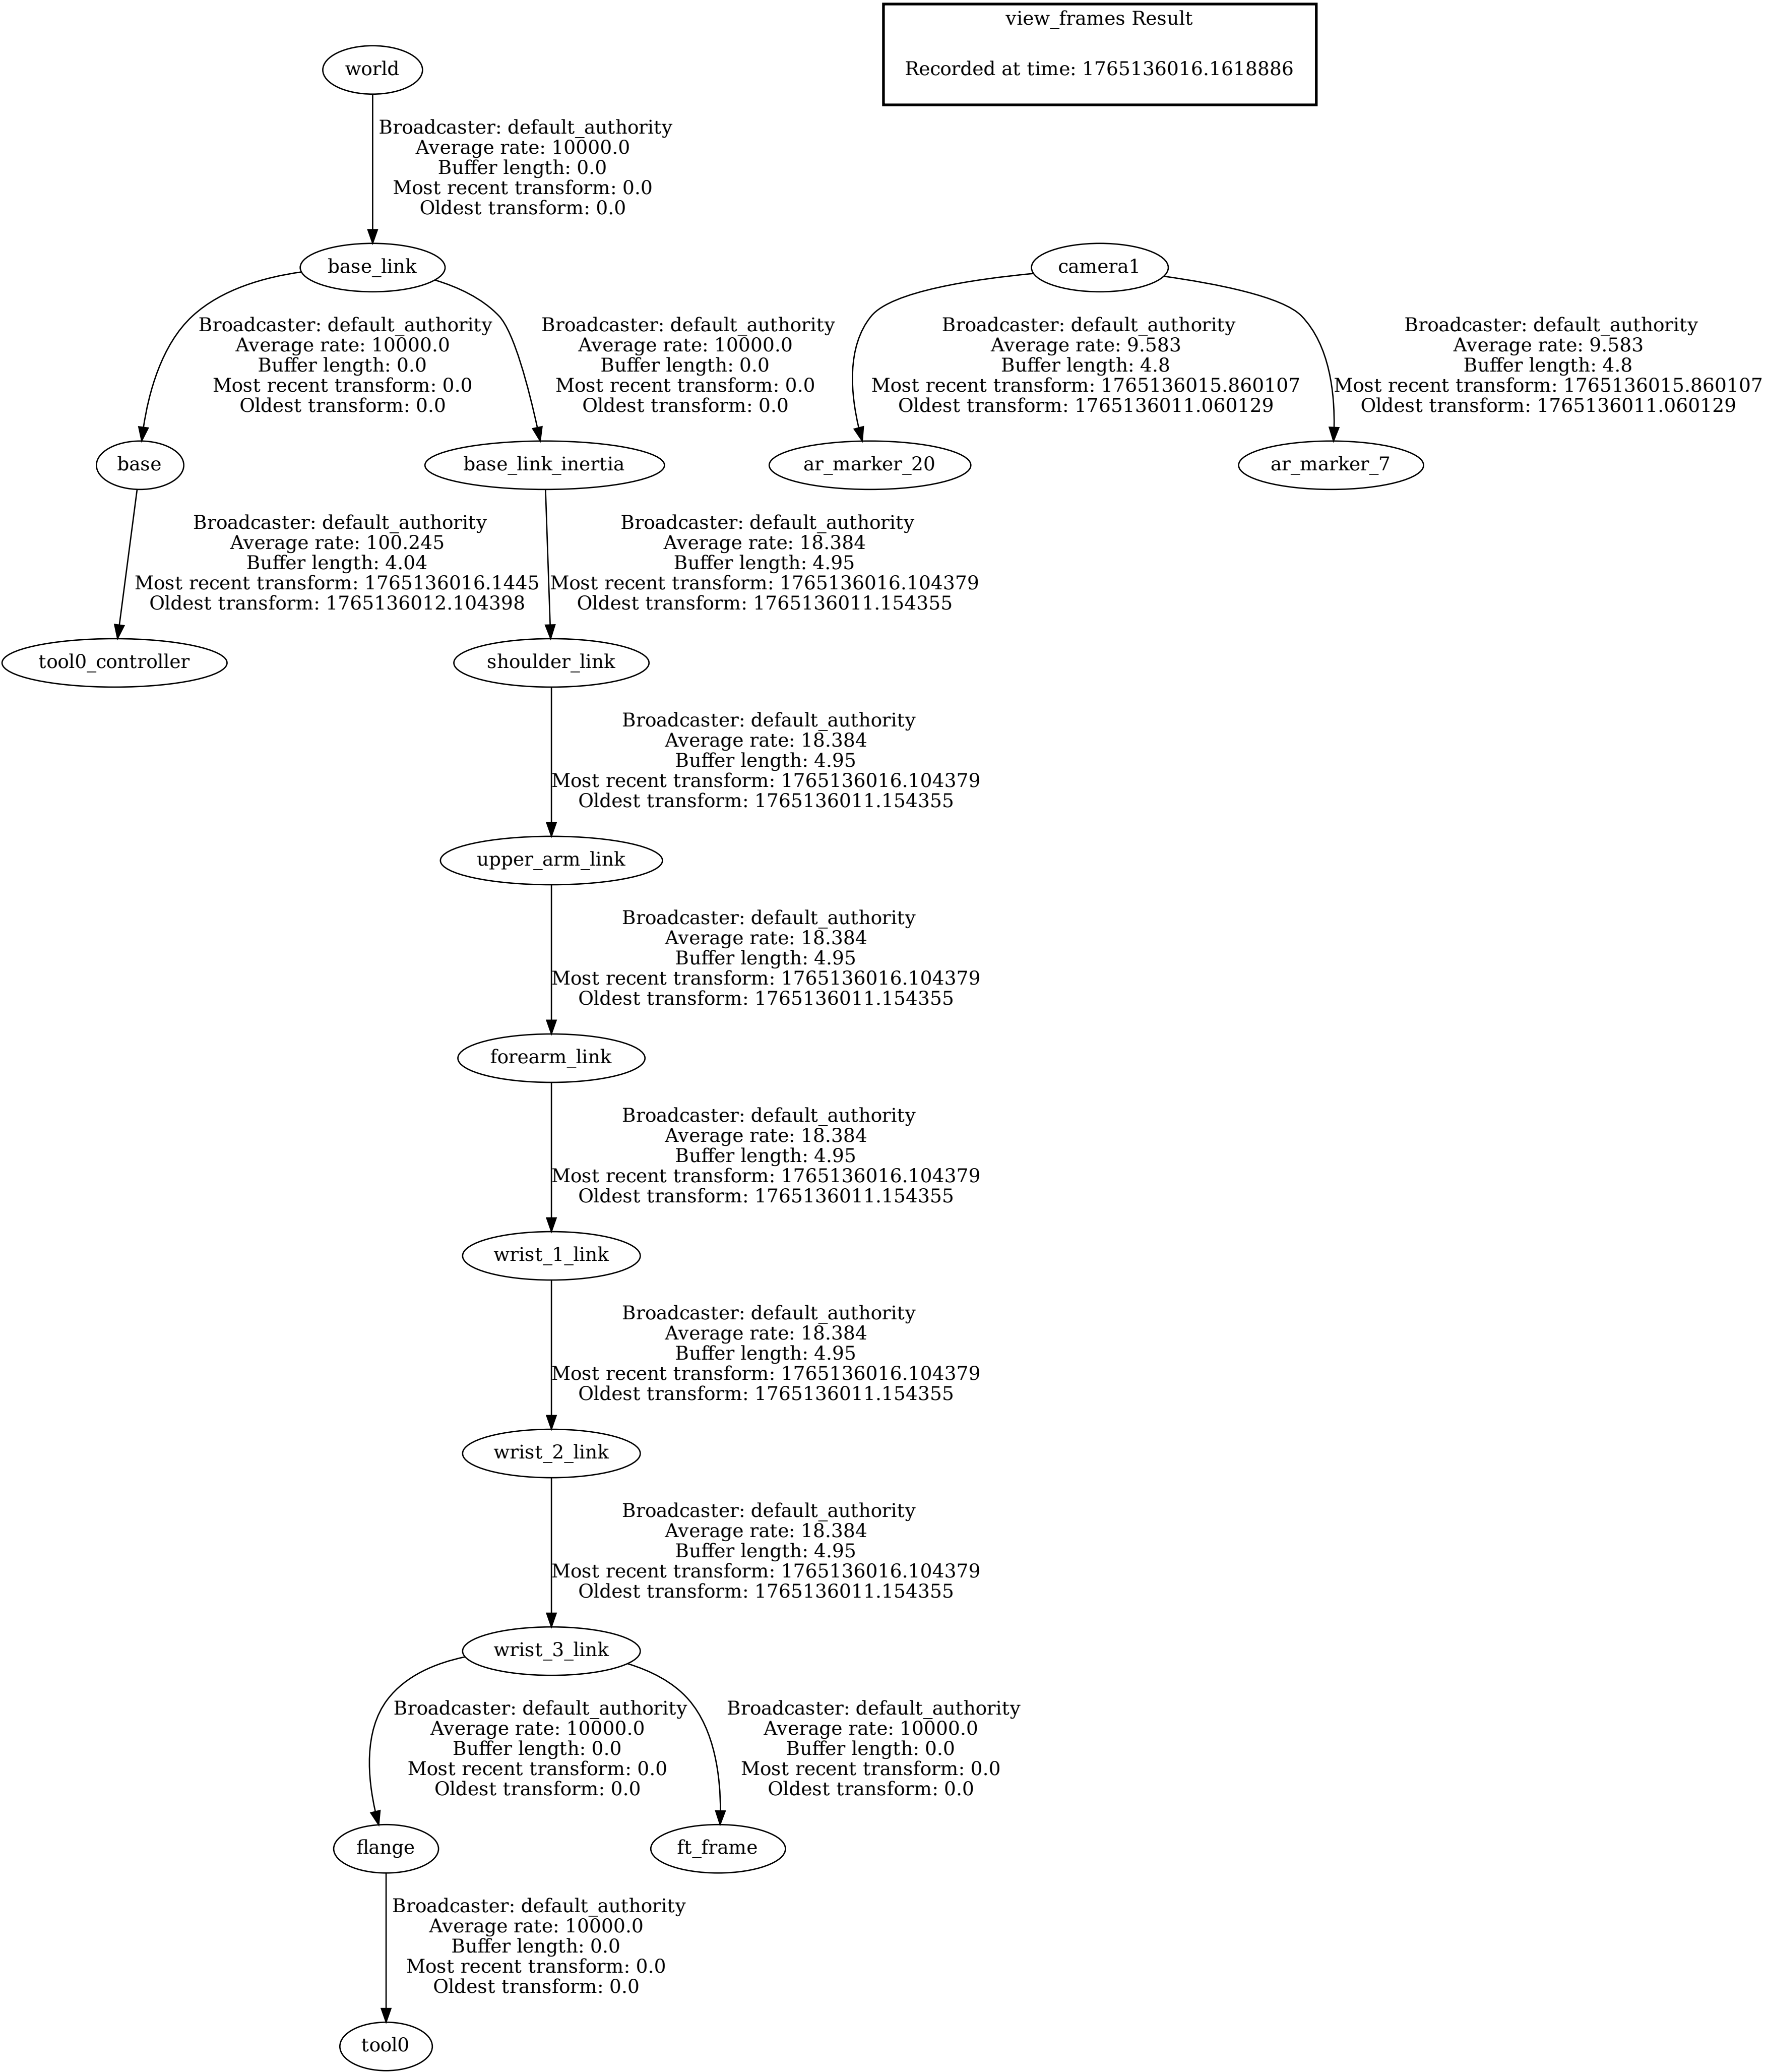 view_frames Result
Recorded at time: 1765136016.1618886
world
Broadcaster: default_authority
Average rate: 10000.0
Buffer length: 0.0
Most recent transform: 0.0
Oldest transform: 0.0
base_link
camera1
Broadcaster: default_authority
Average rate: 10000.0
Buffer length: 0.0
Most recent transform: 0.0
Oldest transform: 0.0
Broadcaster: default_authority
Average rate: 10000.0
Buffer length: 0.0
Most recent transform: 0.0
Oldest transform: 0.0
Broadcaster: default_authority
Average rate: 9.583
Buffer length: 4.8
Most recent transform: 1765136015.860107
Oldest transform: 1765136011.060129
Broadcaster: default_authority
Average rate: 9.583
Buffer length: 4.8
Most recent transform: 1765136015.860107
Oldest transform: 1765136011.060129
base
base_link_inertia
ar_marker_20
ar_marker_7
Broadcaster: default_authority
Average rate: 100.245
Buffer length: 4.04
Most recent transform: 1765136016.1445
Oldest transform: 1765136012.104398
Broadcaster: default_authority
Average rate: 18.384
Buffer length: 4.95
Most recent transform: 1765136016.104379
Oldest transform: 1765136011.154355
tool0_controller
shoulder_link
Broadcaster: default_authority
Average rate: 18.384
Buffer length: 4.95
Most recent transform: 1765136016.104379
Oldest transform: 1765136011.154355
upper_arm_link
Broadcaster: default_authority
Average rate: 18.384
Buffer length: 4.95
Most recent transform: 1765136016.104379
Oldest transform: 1765136011.154355
forearm_link
Broadcaster: default_authority
Average rate: 18.384
Buffer length: 4.95
Most recent transform: 1765136016.104379
Oldest transform: 1765136011.154355
wrist_1_link
Broadcaster: default_authority
Average rate: 18.384
Buffer length: 4.95
Most recent transform: 1765136016.104379
Oldest transform: 1765136011.154355
wrist_2_link
Broadcaster: default_authority
Average rate: 18.384
Buffer length: 4.95
Most recent transform: 1765136016.104379
Oldest transform: 1765136011.154355
wrist_3_link
Broadcaster: default_authority
Average rate: 10000.0
Buffer length: 0.0
Most recent transform: 0.0
Oldest transform: 0.0
Broadcaster: default_authority
Average rate: 10000.0
Buffer length: 0.0
Most recent transform: 0.0
Oldest transform: 0.0
flange
ft_frame
Broadcaster: default_authority
Average rate: 10000.0
Buffer length: 0.0
Most recent transform: 0.0
Oldest transform: 0.0
tool0